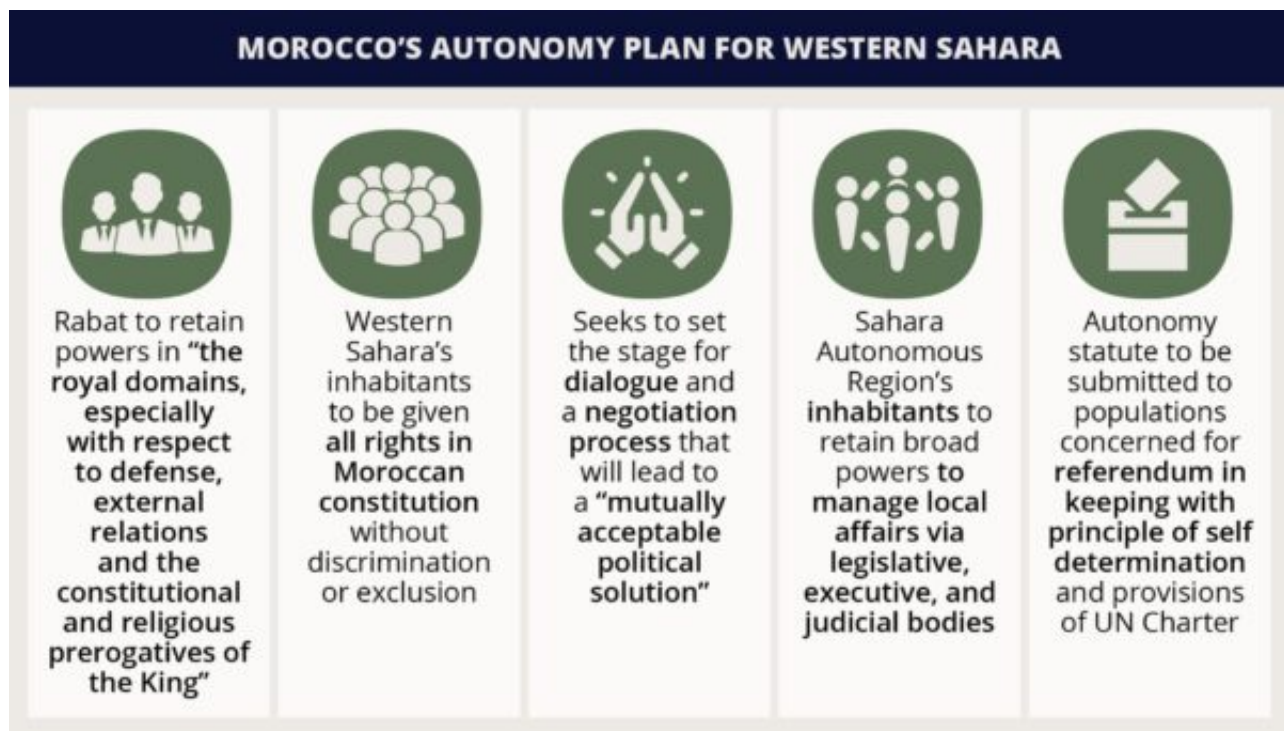 MOROCCO'S AUTONOMY PLAN FOR WESTERN SAHARA
Rabat to retain
powers in “the
royal domains,
especially
with respect
to defense,
external
relations
and the
constitutional
and religious
prerogatives of
the King”
Western
Sahara’s
inhabitants
to be given
all rights in
Moroccan
constitution
without
discrimination
or exclusion
Seeks to set
the stage for
dialogue and
a negotiation
process that
will lead to
a “mutually
acceptable
political
solution”
Sahara
Autonomous
Region’s
inhabitants to
retain broad
powers to
manage local
affairs via
legislative,
executive, and
judicial bodies
Autonomy
statute to be
submitted to
populations
concerned for
referendum in
keeping with
principle of self
determination
and provisions
of UN Charter